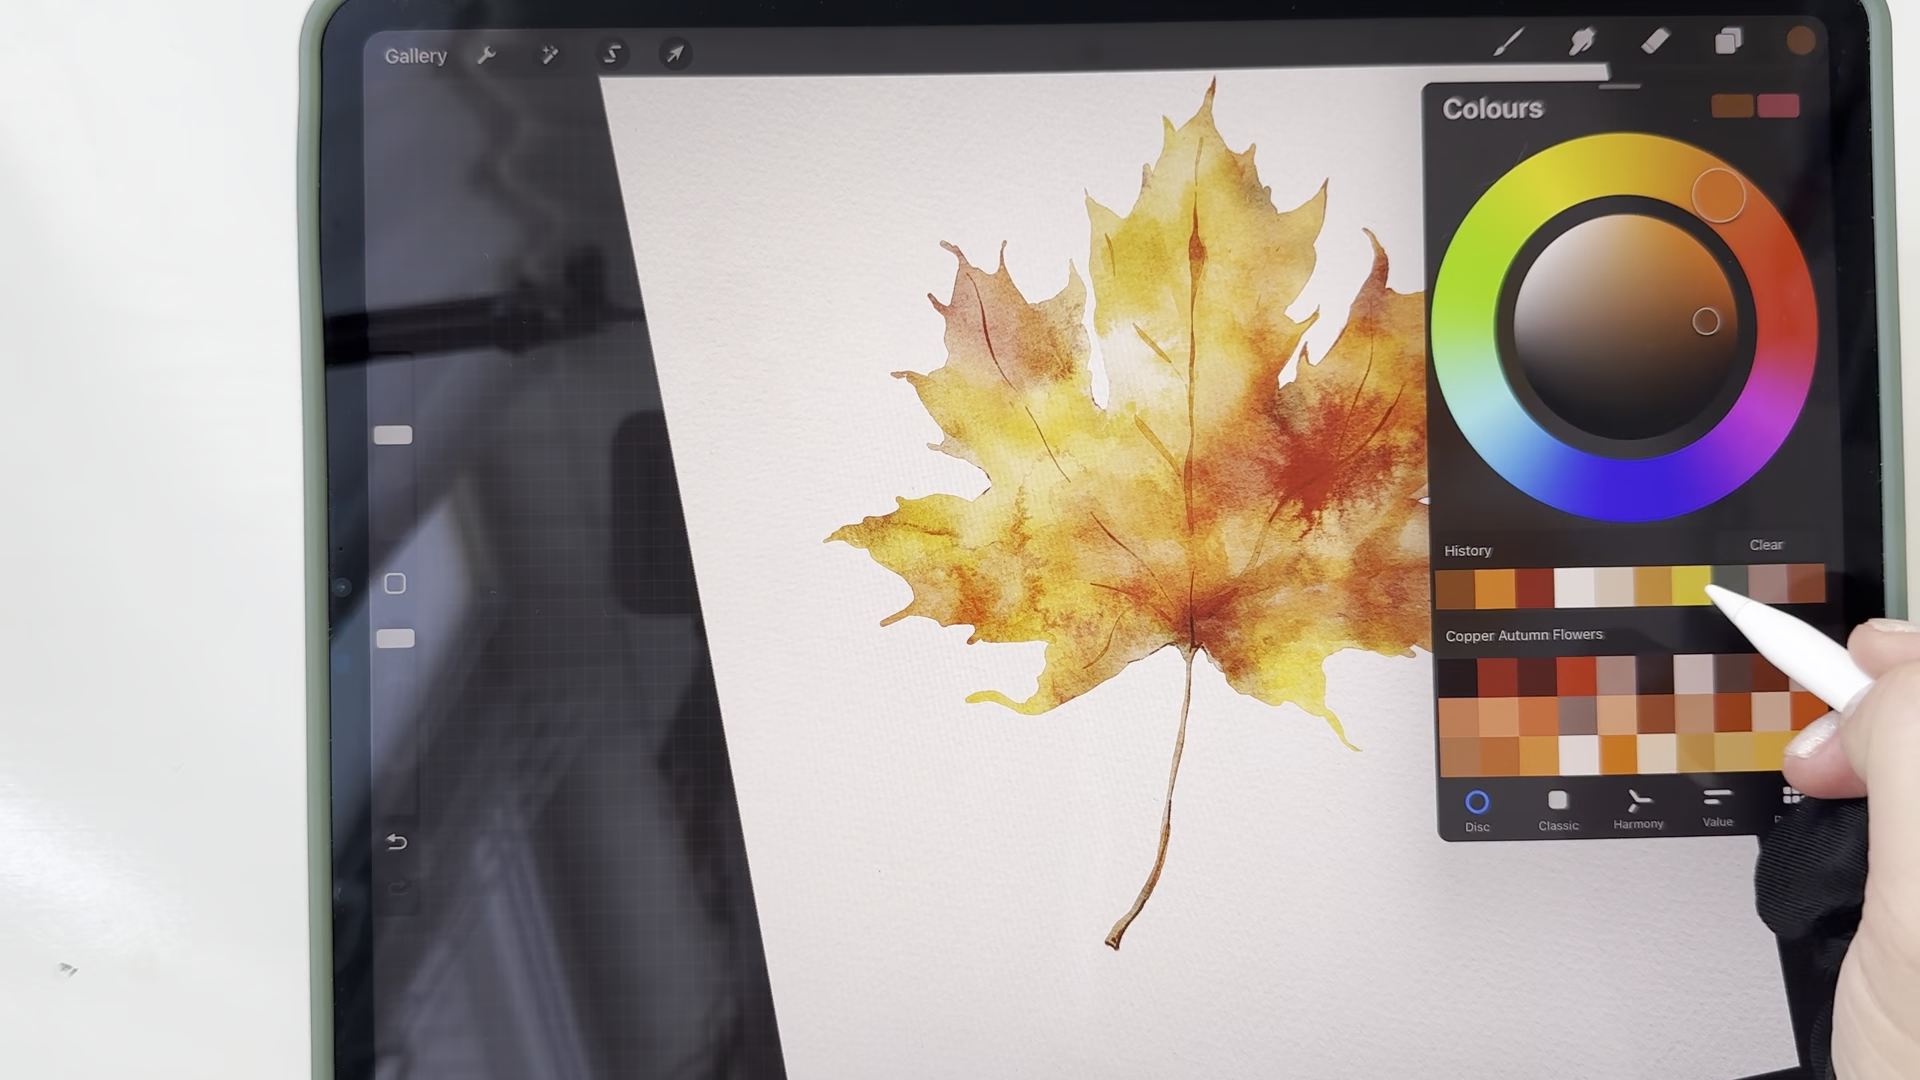 Gallery
Colours
History
Clear
Copper Autumn Flowers
Disc
Classic
Harmony
Value